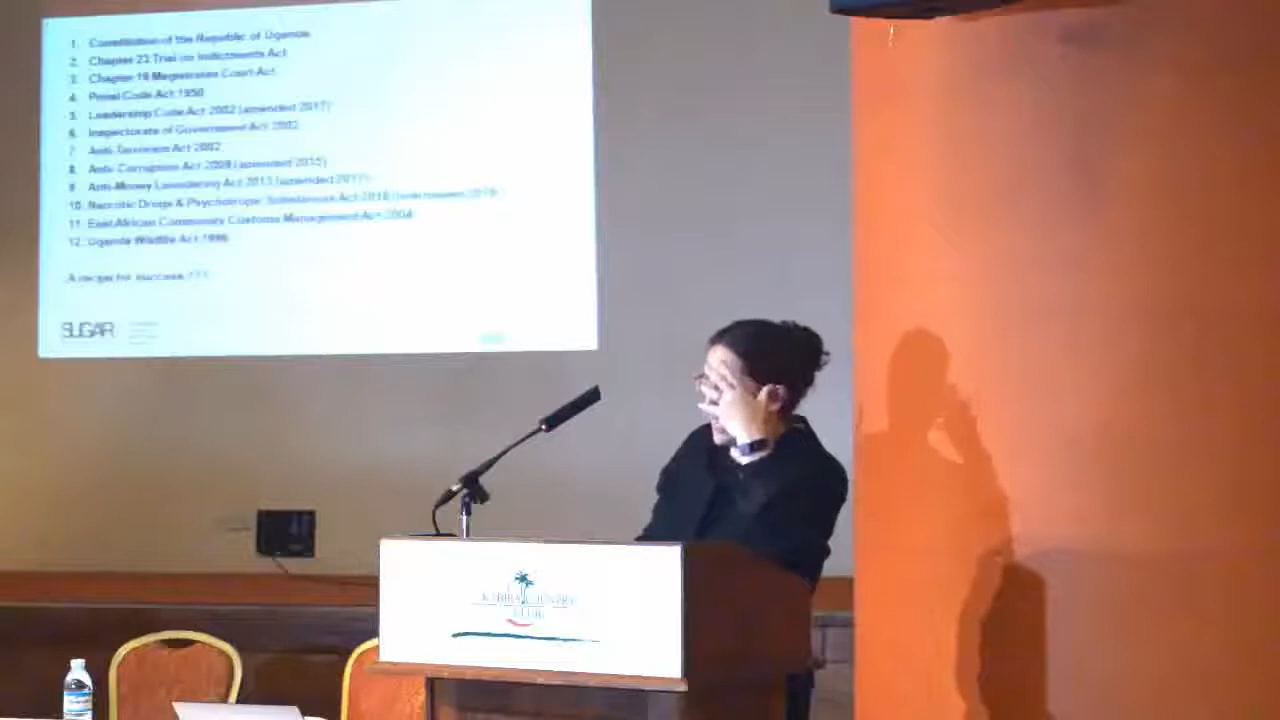 1. Constitution of the Republic of Uganda
2. Chapter 23 Trial on Indictments Act
3. Chapter 19 Magistrates Court Act
4. Penal Code Act 1950
5. Leadership Code Act 2002 (amended 2017)
6. Inspectorate of Government Act 2002
7. Anti-Terrorism Act 2002
8. Anti-Corruption Act 2009 (amended 2015)
9. Anti-Money Laundering Act 2013 (amended 2017)
10. Narcotic Drugs & Psychotropic Substances Act 2016
11. East African Community Customs Management Act 2004
12. Uganda Wildlife Act 1996
A recipe for success ???
SUGAR
KABIRA COUNTRY
CLUB